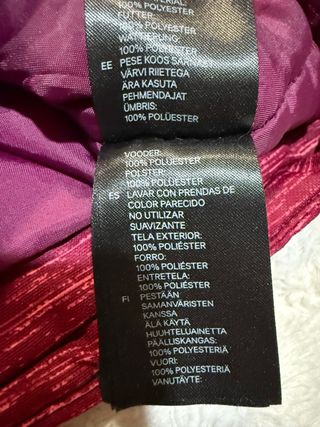 100% POLYESTER
FUTTER:
100% POLYESTER
WATTIERUNG:
100% POLYESTER
EE PESE KOOS
VÄRVI RIIETEGA
ÄRA KASUTA
PEHMENDAJAT
ÜMBRIS:
100% POLÜESTER
VOODER:
100% POLÜESTER
POLSTER:
100% POLÜESTER
ES LAVAR CON PRENDAS DE
COLOR PARECIDO
NO UTILIZAR
SUAVIZANTE
TELA EXTERIOR:
100% POLIÉSTER
FORRO:
100% POLIÉSTER
ENTRETELA:
100% POLIÉSTER
FI PESTÄÄN
SAMANVÄRISTEN
KANSSA
ÄLÄ KÄYTÄ
HUUHTELUAINETTA
PÄÄLLISKANGAS:
100% POLYESTERIÄ
VUORI:
100% POLYESTERIÄ
VANUTÄYTE: